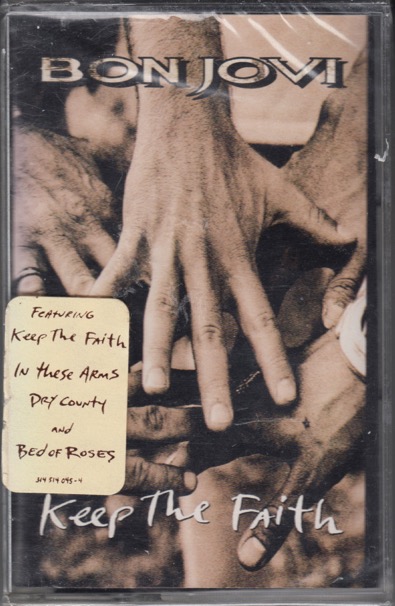 BON JOVI
FEATURING
Keep The Faith
In These Arms
Dry County
and
Bed of Roses
314 514 045-4
Keep The Faith